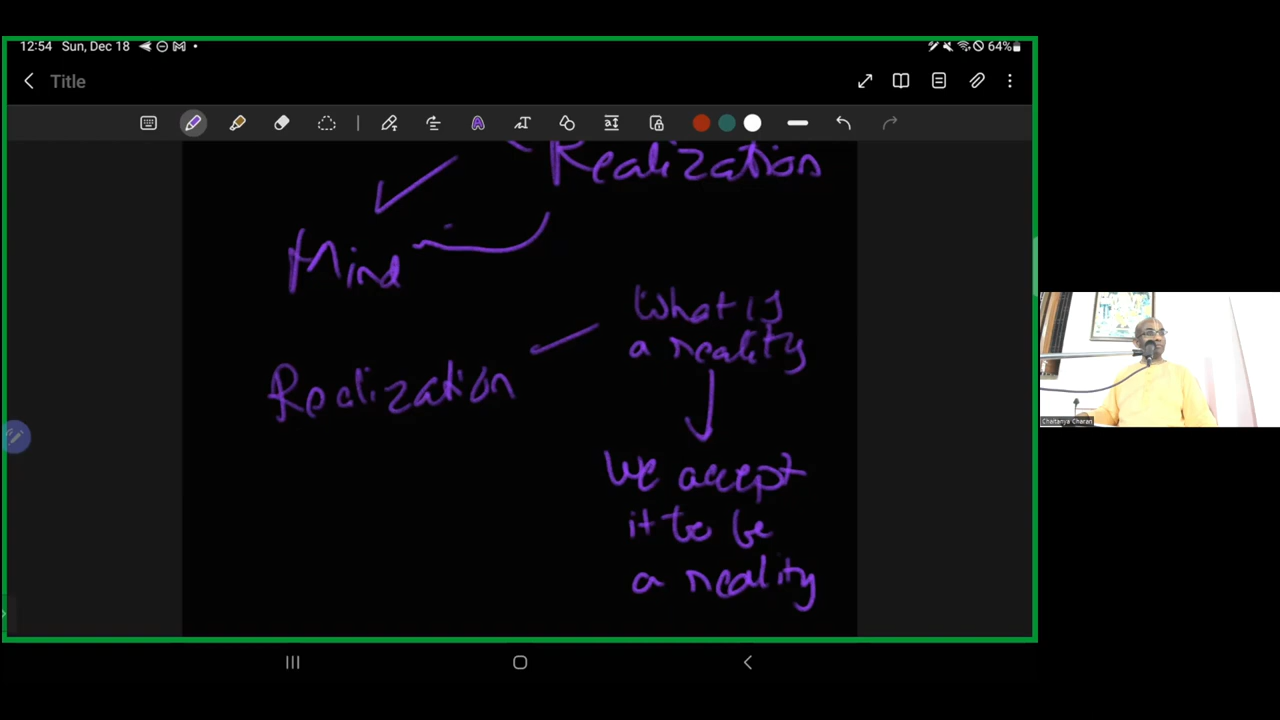 12:54 Sun, Dec 18
64%
Title
Realization
Mind
What is
a reality
Realization
We accept
it to be
a reality
Chaitanya Charan